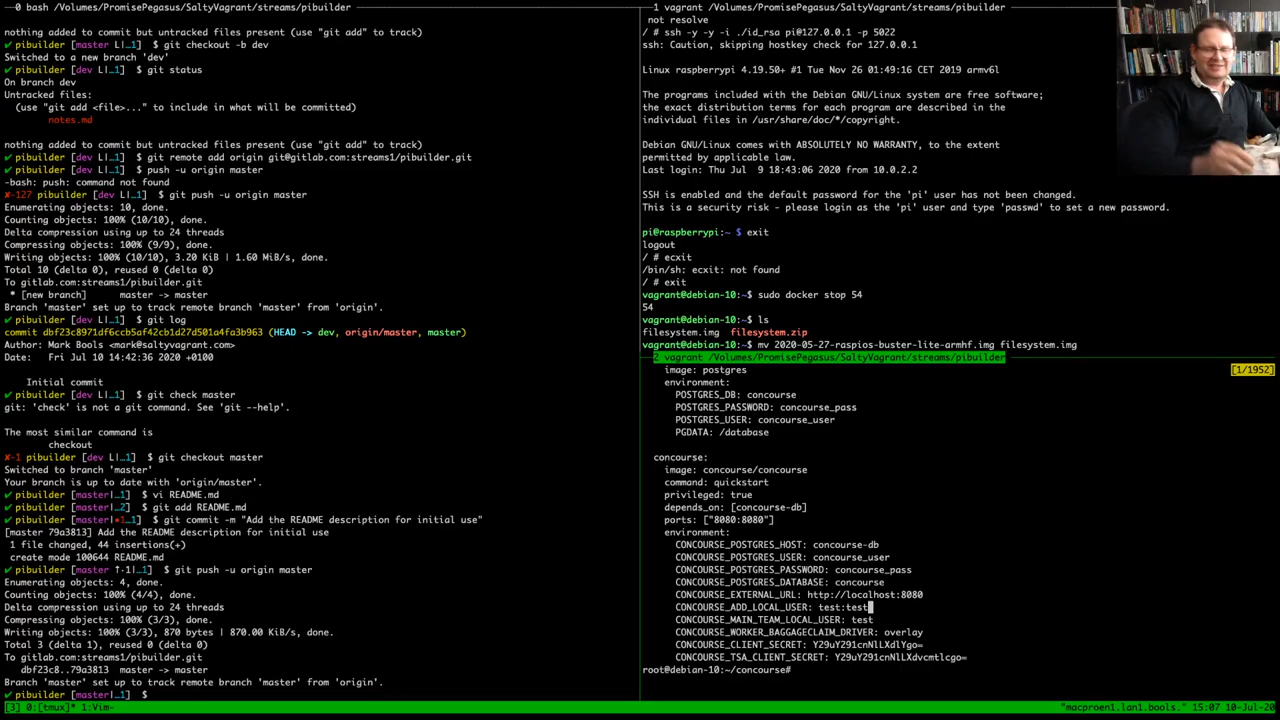 —0 bash /Volumes/PromisePegasus/SaltyVagrant/streams/pibuilder
nothing added to commit but untracked files present (use "git add" to track)
✔ pibuilder [master L|…1] $ git checkout -b dev
Switched to a new branch 'dev'
✔ pibuilder [dev L|…1] $ git status
On branch dev
Untracked files:
(use "git add <file>..." to include in what will be committed)
notes.md
nothing added to commit but untracked files present (use "git add" to track)
✔ pibuilder [dev L|…1] $ git remote add origin git@gitlab.com:streams1/pibuilder.git
✔ pibuilder [dev L|…1] $ push -u origin master
-bash: push: command not found
✘-127 pibuilder [dev L|…1] $ git push -u origin master
Enumerating objects: 10, done.
Counting objects: 100% (10/10), done.
Delta compression using up to 24 threads
Compressing objects: 100% (9/9), done.
Writing objects: 100% (10/10), 3.20 KiB | 1.60 MiB/s, done.
Total 10 (delta 0), reused 0 (delta 0)
To gitlab.com:streams1/pibuilder.git
* [new branch] master -> master
Branch 'master' set up to track remote branch 'master' from 'origin'.
✔ pibuilder [dev L|…1] $ git log
commit dbf23c8971df6ccb5af42cb1d27d501a4fa3b963 (HEAD -> dev, origin/master, master)
Author: Mark Bools <mark@saltyvagrant.com>
Date: Fri Jul 10 14:42:36 2020 +0100
Initial commit
✔ pibuilder [dev L|…1] $ git check master
git: 'check' is not a git command. See 'git --help'.
The most similar command is
checkout
✘-1 pibuilder [dev L|…1] $ git checkout master
Switched to branch 'master'
Your branch is up to date with 'origin/master'.
✔ pibuilder [master|…1] $ vi README.md
✔ pibuilder [master|…2] $ git add README.md
✔ pibuilder [master|●1…1] $ git commit -m "Add the README description for initial use"
[master 79a3813] Add the README description for initial use
1 file changed, 44 insertions(+)
create mode 100644 README.md
✔ pibuilder [master ↑·1|…1] $ git push -u origin master
Enumerating objects: 4, done.
Counting objects: 100% (4/4), done.
Delta compression using up to 24 threads
Compressing objects: 100% (3/3), done.
Writing objects: 100% (3/3), 870 bytes | 870.00 KiB/s, done.
Total 3 (delta 1), reused 0 (delta 0)
To gitlab.com:streams1/pibuilder.git
dbf23c8..79a3813 master -> master
Branch 'master' set up to track remote branch 'master' from 'origin'.
✔ pibuilder [master|…1] $
1 vagrant /Volumes/PromisePegasus/SaltyVagrant/streams/pibuilder
not resolve
/ # ssh -y -y -i ./id_rsa pi@127.0.0.1 -p 5022
ssh: Caution, skipping hostkey check for 127.0.0.1
Linux raspberrypi 4.19.50+ #1 Tue Nov 26 01:49:16 CET 2019 armv6l
The programs included with the Debian GNU/Linux system are free software;
the exact distribution terms for each program are described in the
individual files in /usr/share/doc/*/copyright.
Debian GNU/Linux comes with ABSOLUTELY NO WARRANTY, to the extent
permitted by applicable law.
Last login: Thu Jul 9 18:43:06 2020 from 10.0.2.2
SSH is enabled and the default password for the 'pi' user has not been changed.
This is a security risk - please login as the 'pi' user and type 'passwd' to set a new password.
pi@raspberrypi:~ $ exit
logout
/ # ecxit
/bin/sh: ecxit: not found
/ # exit
vagrant@debian-10:~$ sudo docker stop 54
54
vagrant@debian-10:~$ ls
filesystem.img filesystem.zip
vagrant@debian-10:~$ mv 2020-05-27-raspios-buster-lite-armhf.img filesystem.img
2 vagrant /Volumes/PromisePegasus/SaltyVagrant/streams/pibuilder
image: postgres [1/1952]
environment:
POSTGRES_DB: concourse
POSTGRES_PASSWORD: concourse_pass
POSTGRES_USER: concourse_user
PGDATA: /database
concourse:
image: concourse/concourse
command: quickstart
privileged: true
depends_on: [concourse-db]
ports: ["8080:8080"]
environment:
CONCOURSE_POSTGRES_HOST: concourse-db
CONCOURSE_POSTGRES_USER: concourse_user
CONCOURSE_POSTGRES_PASSWORD: concourse_pass
CONCOURSE_POSTGRES_DATABASE: concourse
CONCOURSE_EXTERNAL_URL: http://localhost:8080
CONCOURSE_ADD_LOCAL_USER: test:test
CONCOURSE_MAIN_TEAM_LOCAL_USER: test
CONCOURSE_WORKER_BAGGAGECLAIM_DRIVER: overlay
CONCOURSE_CLIENT_SECRET: Y29uY291cnNlLXdlYgo=
CONCOURSE_TSA_CLIENT_SECRET: Y29uY291cnNlLXdvcmtlcgo=
root@debian-10:~/concourse#
[3] 0:[tmux]* 1:Vim- "macproen1.lan1.bools." 15:07 10-Jul-20